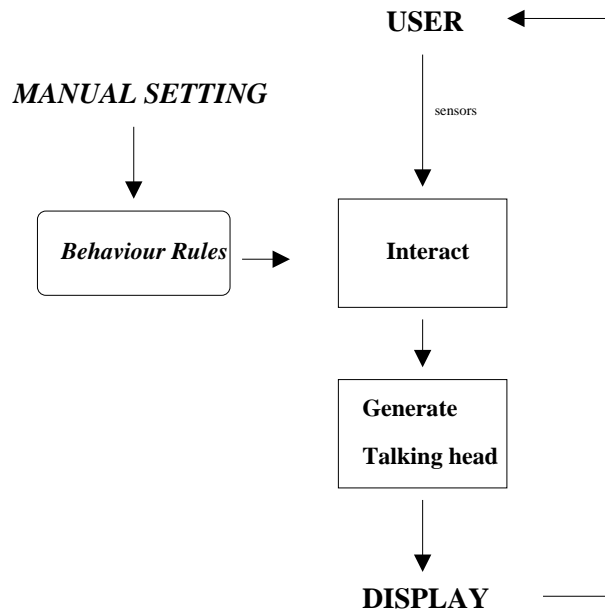 USER
MANUAL SETTING
sensors
Behaviour Rules
Interact
Generate
Talking head
DISPLAY